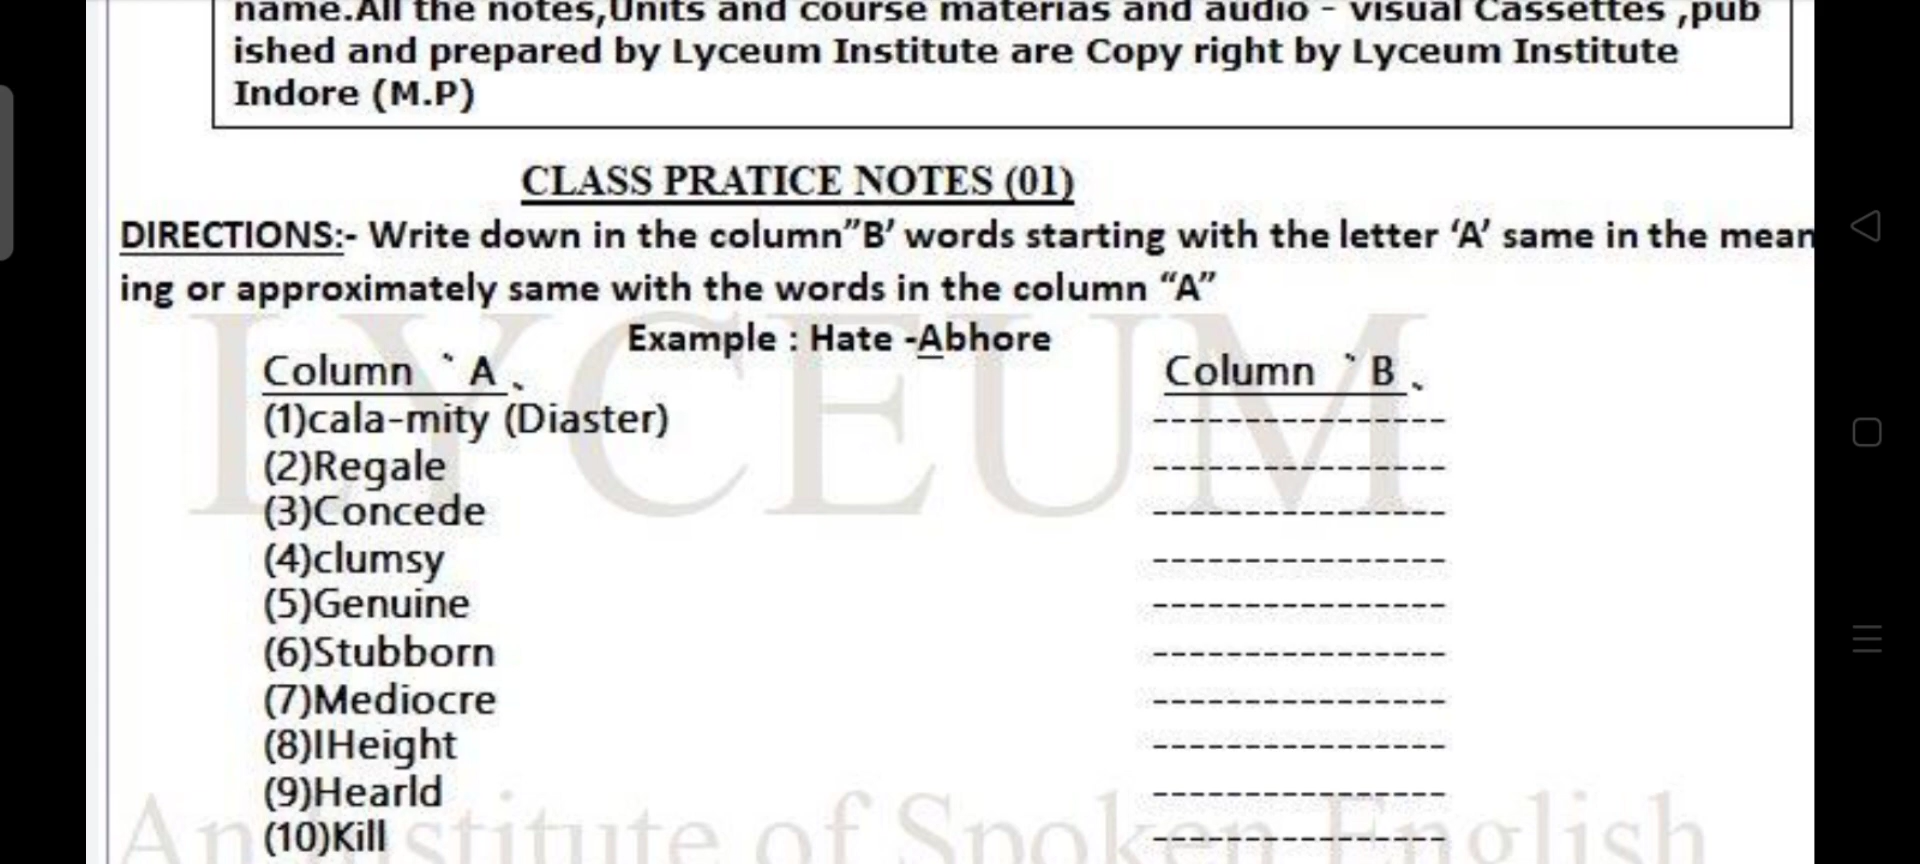 name.All the notes,Units and course materias and audio - visual Cassettes ,pub
ished and prepared by Lyceum Institute are Copy right by Lyceum Institute
Indore (M.P)
CLASS PRATICE NOTES (01)
DIRECTIONS:- Write down in the column”B’ words starting with the letter ‘A’ same in the mean
ing or approximately same with the words in the column “A”
Example : Hate -Abhore
Column ` A ˎ Column ` B ˎ
(1)cala-mity (Diaster) ---------------
(2)Regale ---------------
(3)Concede ---------------
(4)clumsy ---------------
(5)Genuine ---------------
(6)Stubborn ---------------
(7)Mediocre ---------------
(8)IHeight ---------------
(9)Hearld ---------------
(10)Kill ---------------
LYCEUM
An Institute of Spoken English